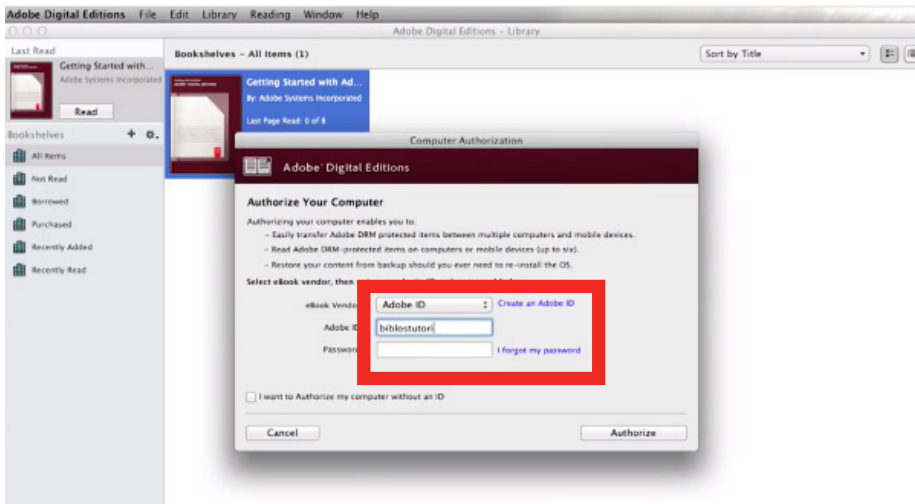 Adobe Digital Editions File Edit Library Reading Window Help
Adobe Digital Editions - Library
Last Read
Getting Started with...
Adobe Systems Incorporated
Read
Bookshelves - All Items (1)
Sort by Title
Bookshelves
All Items
Not Read
Borrowed
Purchased
Recently Added
Recently Read
Getting Started with Ad...
By: Adobe Systems Incorporated
Last Page Read: 0 of 8
Computer Authorization
Adobe® Digital Editions
Authorize Your Computer
Authorizing your computer enables you to:
- Easily transfer Adobe DRM protected items between multiple computers and mobile devices.
- Read Adobe DRM-protected items on computers or mobile devices (up to six).
- Restore your content from backup should you ever need to re-install the OS.
Select eBook vendor, then
eBook Vendo
Adobe ID
Create an Adobe ID
Adobe I
biblostutori
Passwor
I forgot my password
I want to Authorize my computer without an ID
Cancel
Authorize